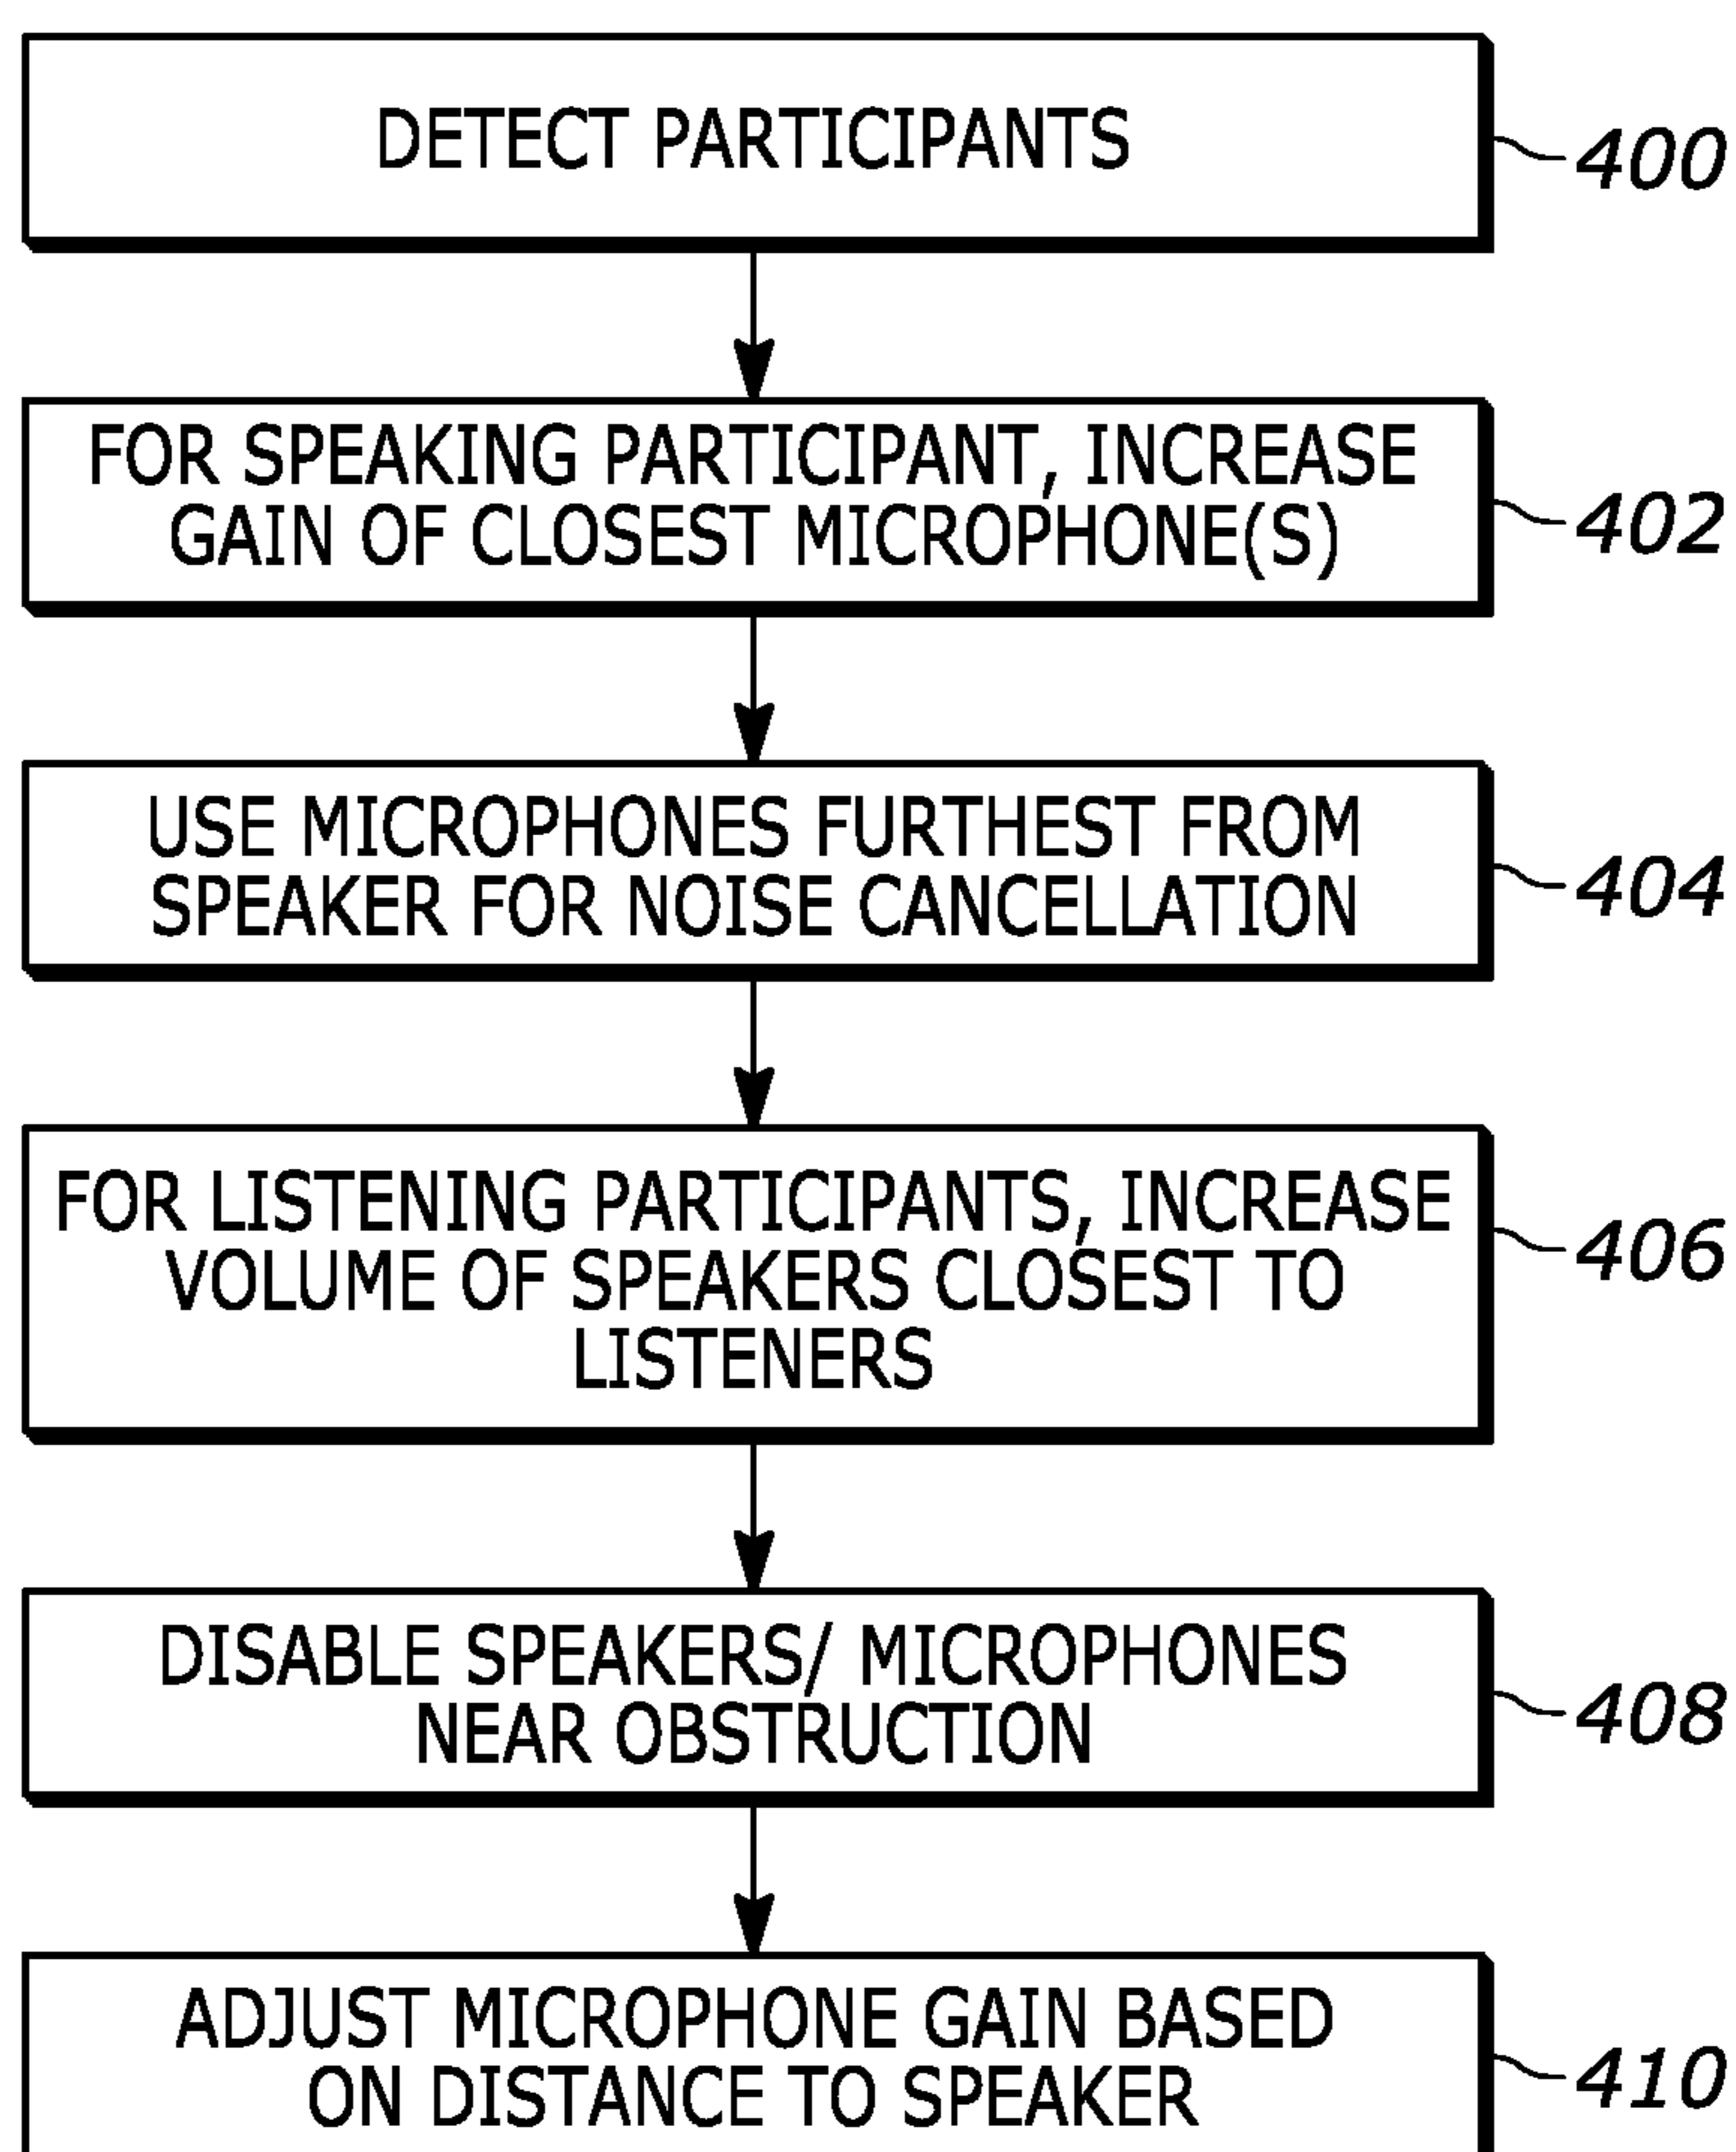 DETECT PARTICIPANTS
400
FOR SPEAKING PARTICIPANT, INCREASE
GAIN OF CLOSEST MICROPHONE(S)
402
USE MICROPHONES FURTHEST FROM
SPEAKER FOR NOISE CANCELLATION
404
FOR LISTENING PARTICIPANTS, INCREASE
VOLUME OF SPEAKERS CLOSEST TO
LISTENERS
406
DISABLE SPEAKERS/ MICROPHONES
NEAR OBSTRUCTION
408
ADJUST MICROPHONE GAIN BASED
ON DISTANCE TO SPEAKER
410